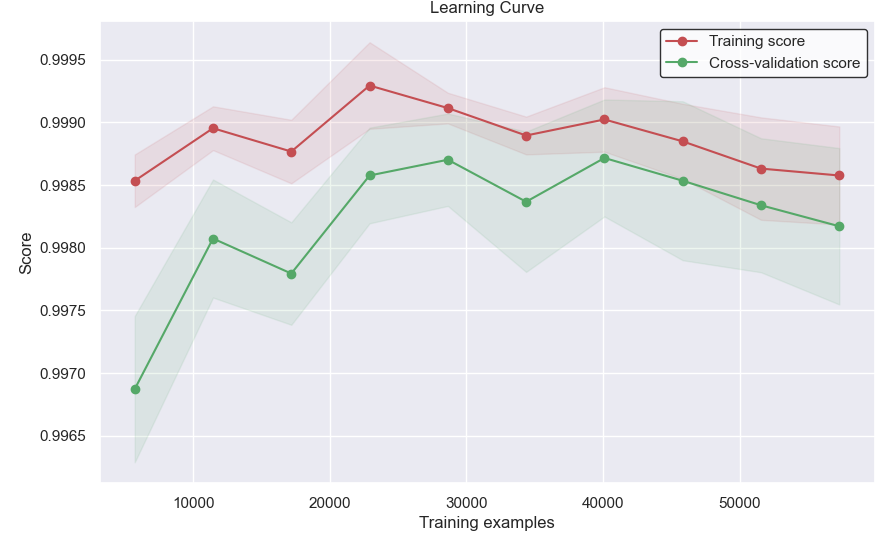 Learning Curve
Training score
Cross-validation score
Score
0.9995
0.9990
0.9985
0.9980
0.9975
0.9970
0.9965
10000 20000 30000 40000 50000
Training examples